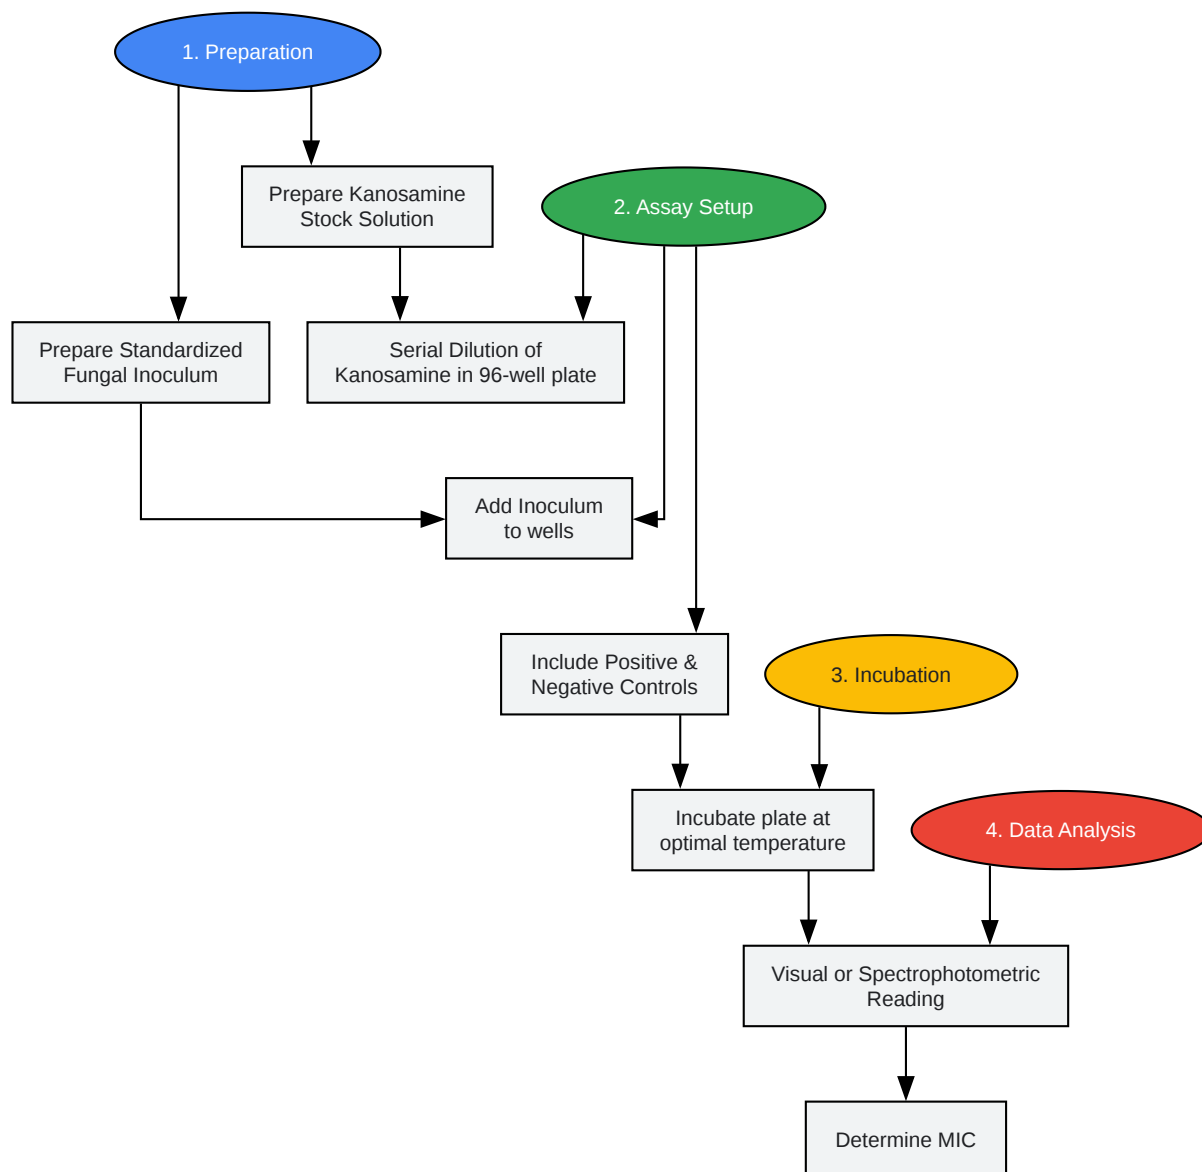 1. Preparation
Prepare Kanosamine
Stock Solution
2. Assay Setup
Prepare Standardized
Fungal Inoculum
Serial Dilution of
Kanosamine in 96-well plate
Add Inoculum
to wells
Include Positive &
Negative Controls
3. Incubation
Incubate plate at
optimal temperature
4. Data Analysis
Visual or Spectrophotometric
Reading
Determine MIC